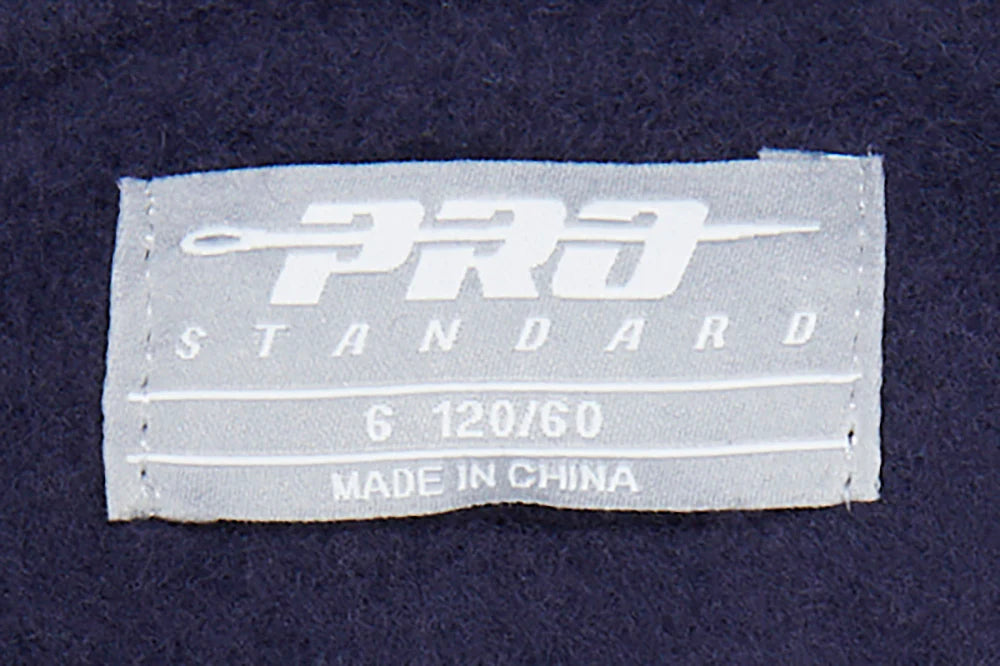 PRO
STANDARD
6 120/60
MADE IN CHINA